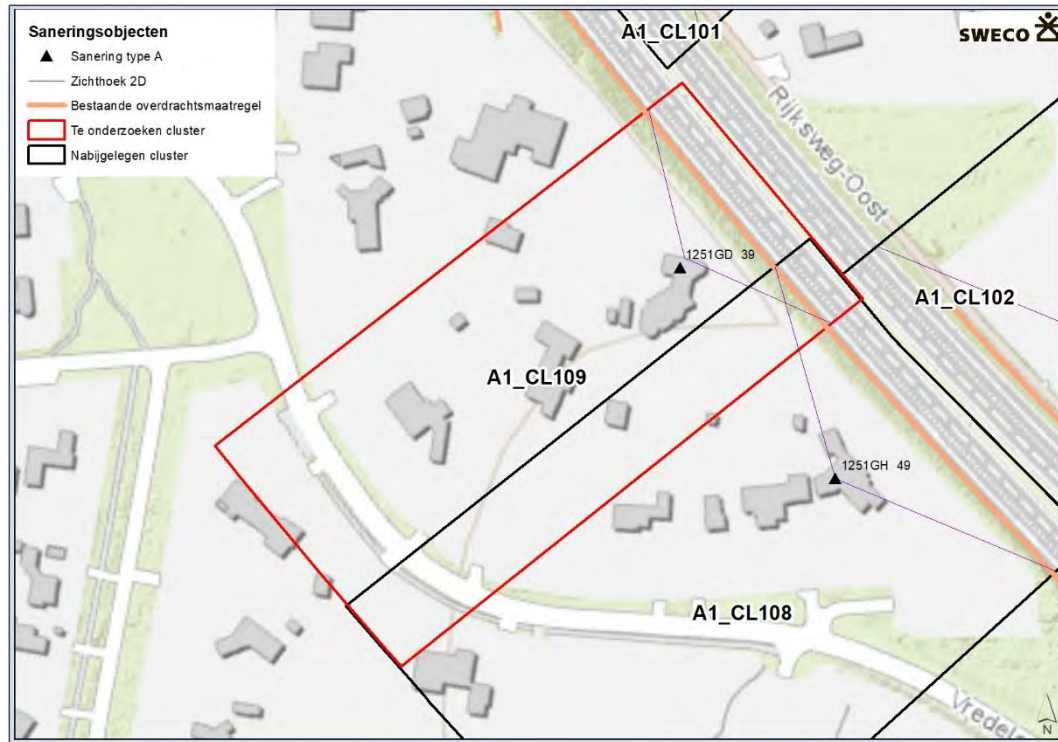 Saneringsobjecten
Sanering type A
Zichthoek 2D
Bestaande overdrachtsmaatregel
Te onderzoeken cluster
Nabijgelegen cluster
A1_CL101
SWECO
Rijksweg-Oost
1251GD 39
A1_CL102
A1_CL109
1251GH 49
A1_CL108
N